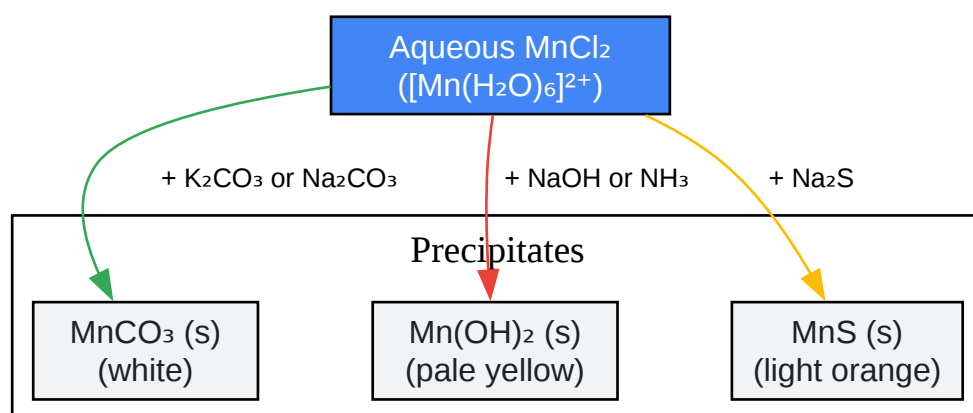 Aqueous MnCl₂
([Mn(H₂O)₆]²⁺)
+ K₂CO₃ or Na₂CO₃
+ NaOH or NH₃
+ Na₂S
Precipitates
MnCO₃ (s)
(white)
Mn(OH)₂ (s)
(pale yellow)
MnS (s)
(light orange)